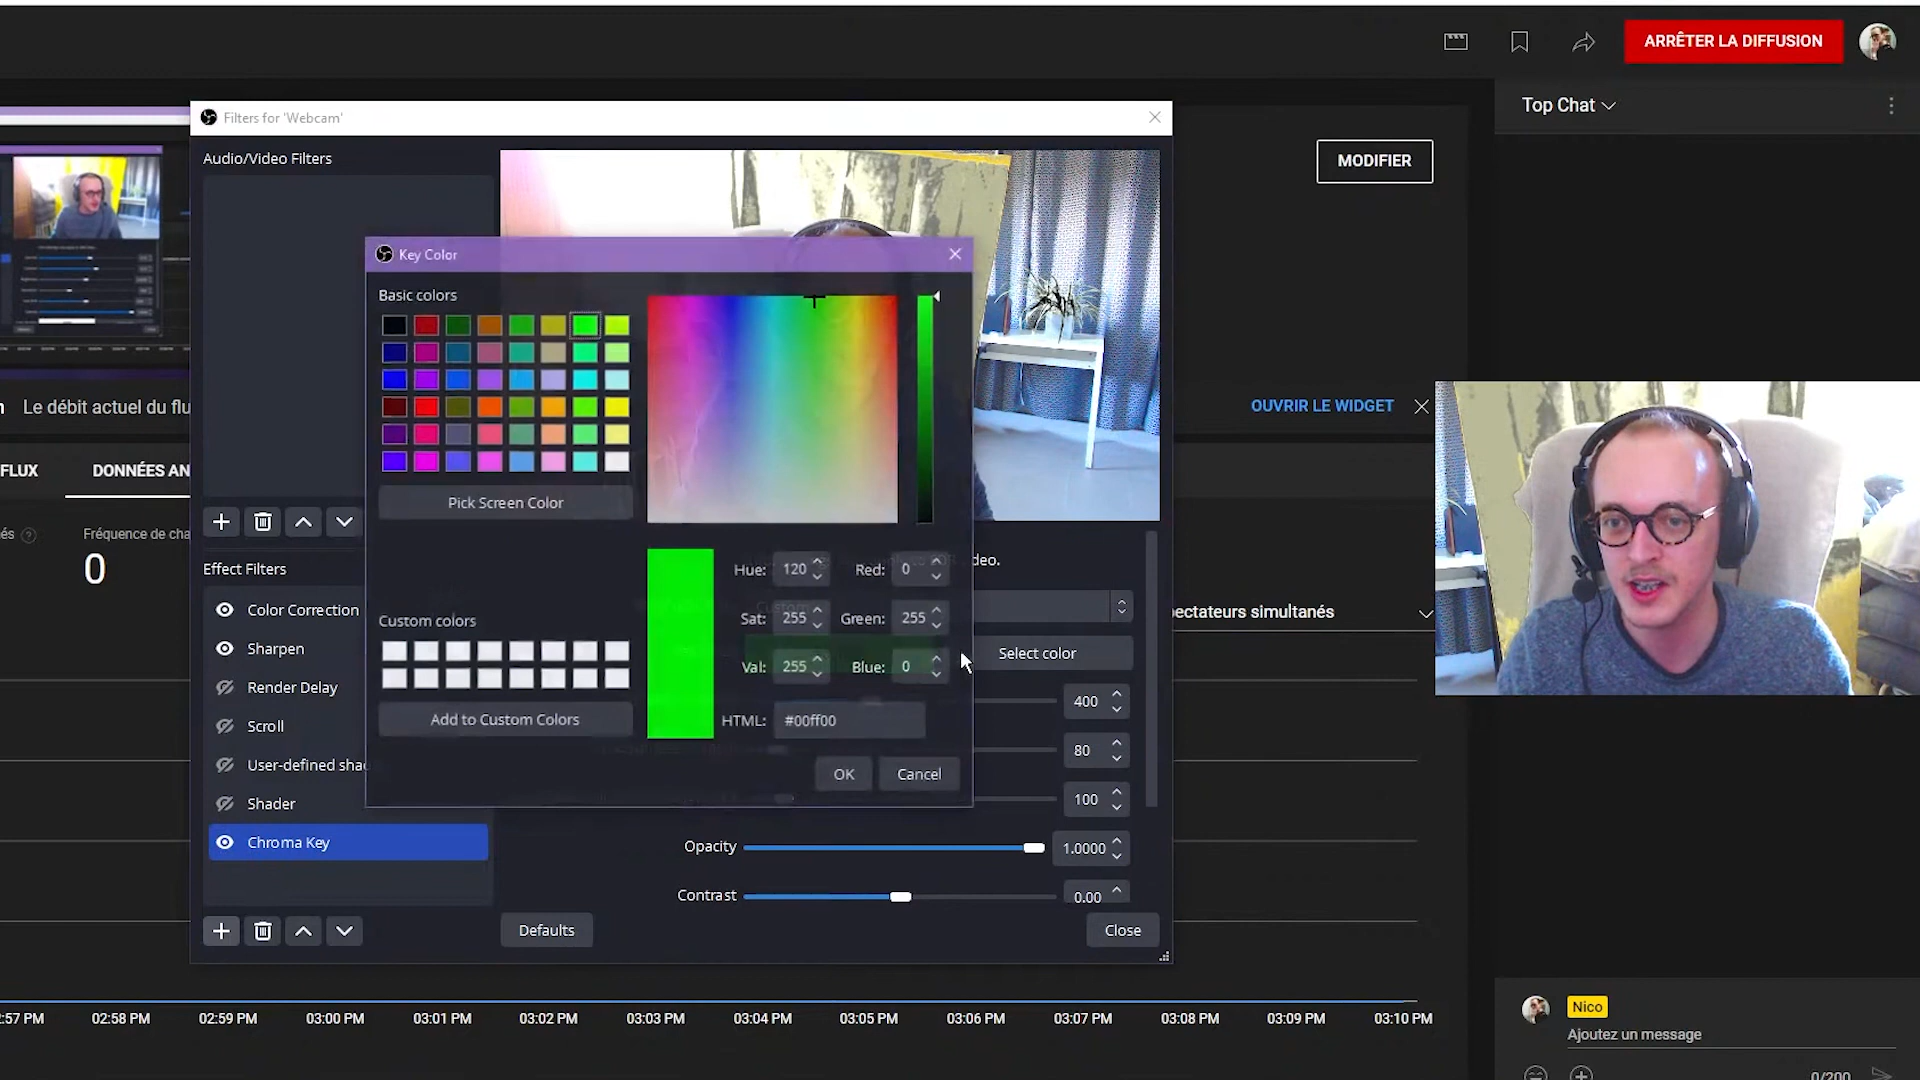 ARRÊTER LA DIFFUSION
Top Chat
Filters for 'Webcam'
Audio/Video Filters
MODIFIER
Key Color
Basic colors
Pick Screen Color
Custom colors
Add to Custom Colors
Hue: 120
Red: 0
Sat: 255
Green: 255
Val: 255
Blue: 0
HTML: #00ff00
OK
Cancel
deo.
Select color
400
80
100
Opacity
1.0000
Contrast
0.00
Defaults
Close
Effect Filters
Color Correction
Sharpen
Render Delay
Scroll
User-defined shad
Shader
Chroma Key
n Le débit actuel du flu
OUVRIR LE WIDGET
FLUX
DONNÉES AN
és
Fréquence de cha
0
pectateurs simultanés
:57 PM
02:58 PM
02:59 PM
03:00 PM
03:01 PM
03:02 PM
03:03 PM
03:04 PM
03:05 PM
03:06 PM
03:07 PM
03:08 PM
03:09 PM
03:10 PM
Nico
Ajoutez un message
0/200